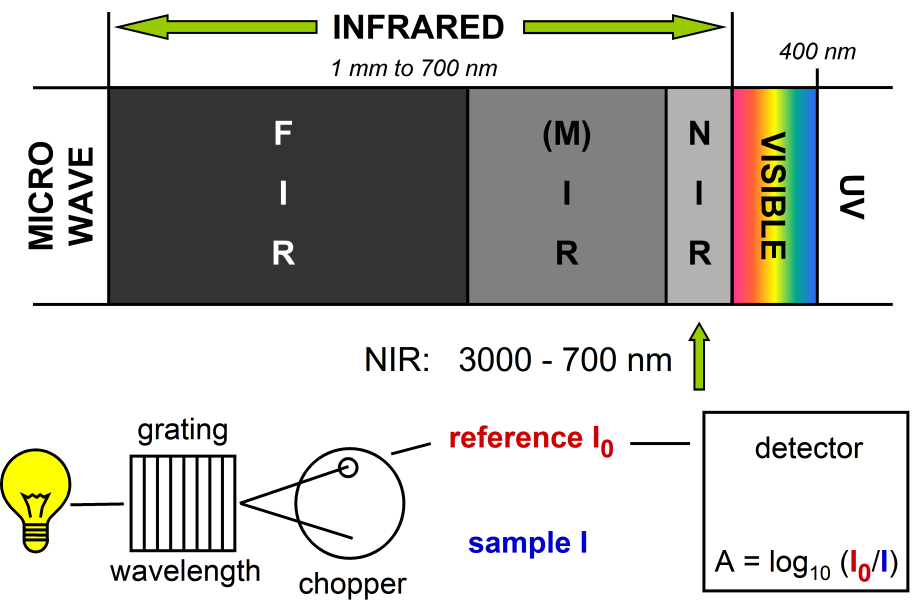 INFRARED
1 mm to 700 nm
400 nm
MICRO
WAVE
F
I
R
(M)
I
R
N
I
R
VISIBLE
UV
NIR: 3000 - 700 nm
grating
wavelength
chopper
reference I₀
sample I
detector
A = log₁₀ (I₀/I)